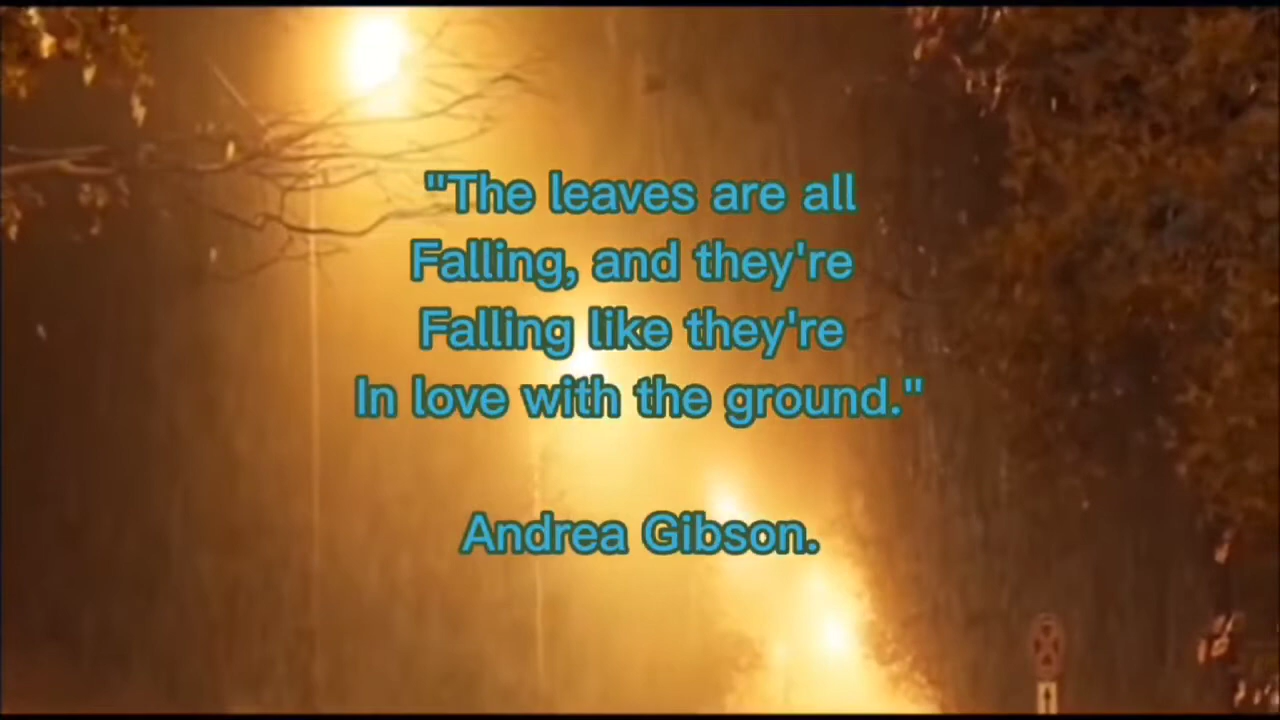 "The leaves are all
Falling, and they're
Falling like they're
In love with the ground."
Andrea Gibson.